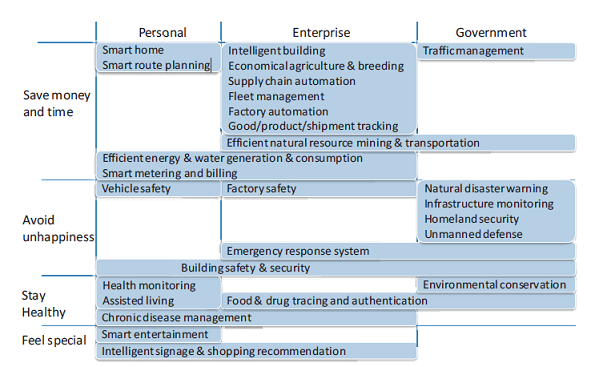 Personal Enterprise Government
Smart home Intelligent building Traffic management
Smart route planning Economical agriculture & breeding
Supply chain automation
Save money Fleet management
and time Factory automation
Good/product/shipment tracking
Efficient natural resource mining & transportation
Efficient energy & water generation & consumption
Smart metering and billing
Vehicle safety Factory safety Natural disaster warning
Infrastructure monitoring
Avoid Homeland security
unhappiness Unmanned defense
Emergency response system
Building safety & security
Health monitoring Environmental conservation
Stay Assisted living Food & drug tracing and authentication
Healthy Chronic disease management
Feel special Smart entertainment
Intelligent signage & shopping recommendation